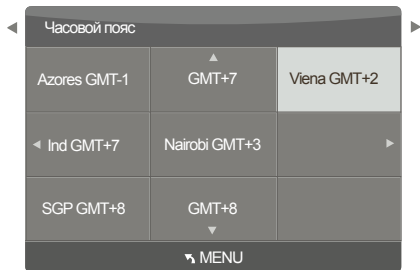 Часовой пояс
Azores GMT-1 GMT+7 Viena GMT+2
Ind GMT+7 Nairobi GMT+3
SGP GMT+8 GMT+8
MENU